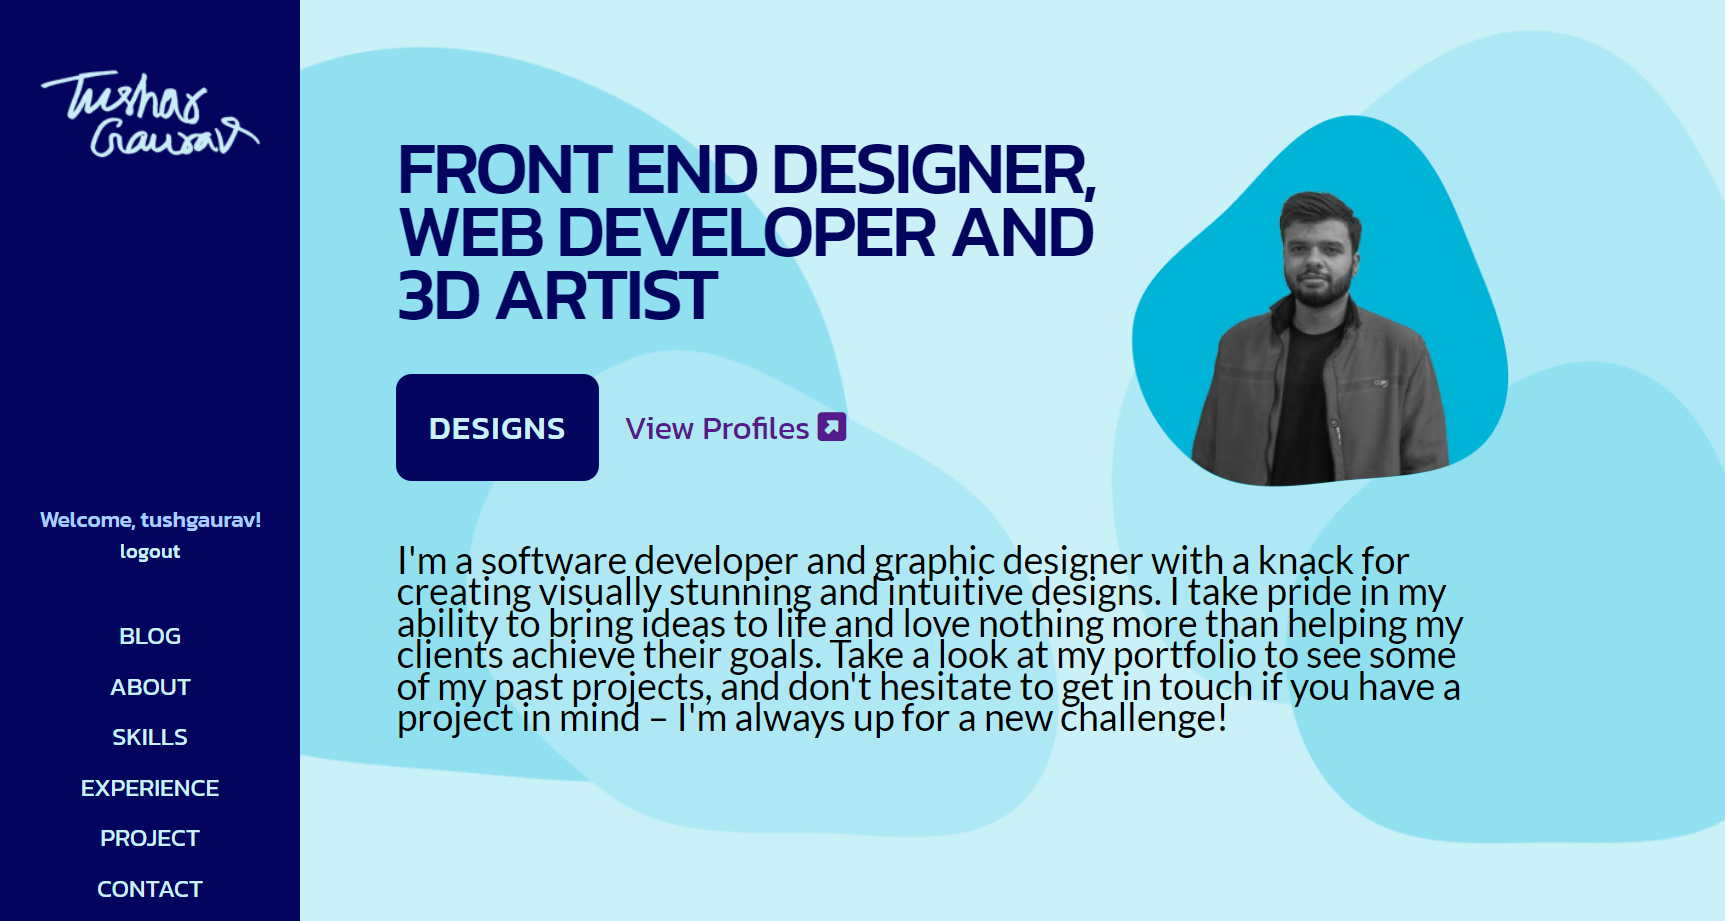 Tushar
Gaurav
Welcome, tushgaurav!
logout
BLOG
ABOUT
SKILLS
EXPERIENCE
PROJECT
CONTACT
FRONT END DESIGNER,
WEB DEVELOPER AND
3D ARTIST
DESIGNS
View Profiles
I'm a software developer and graphic designer with a knack for
creating visually stunning and intuitive designs. I take pride in my
ability to bring ideas to life and love nothing more than helping my
clients achieve their goals. Take a look at my portfolio to see some
of my past projects, and don't hesitate to get in touch if you have a
project in mind – I'm always up for a new challenge!